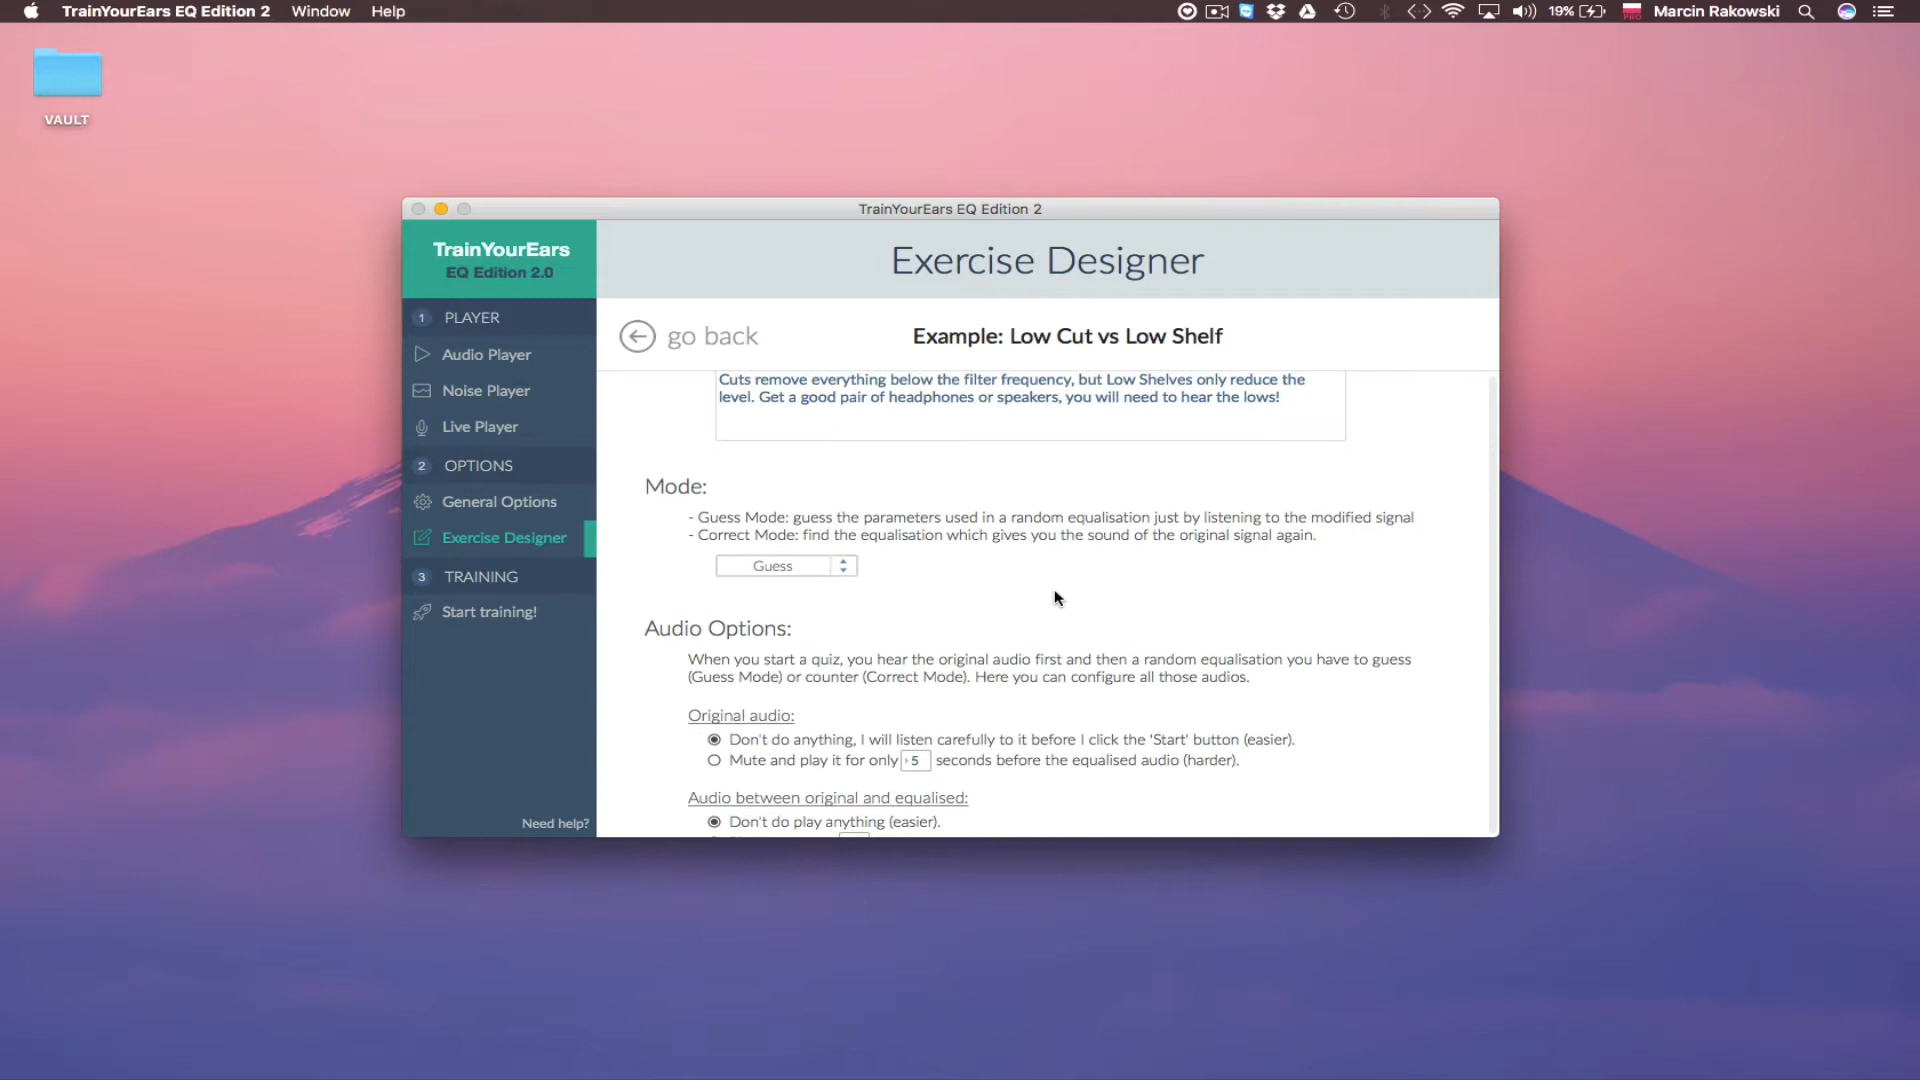 TrainYourEars EQ Edition 2 Window Help 19% Marcin Rakowski
VAULT
TrainYourEars EQ Edition 2
TrainYourEars
EQ Edition 2.0
1 PLAYER
Audio Player
Noise Player
Live Player
2 OPTIONS
General Options
Exercise Designer
3 TRAINING
Start training!
Need help?
Exercise Designer
go back
Example: Low Cut vs Low Shelf
Cuts remove everything below the filter frequency, but Low Shelves only reduce the
level. Get a good pair of headphones or speakers, you will need to hear the lows!
Mode:
- Guess Mode: guess the parameters used in a random equalisation just by listening to the modified signal
- Correct Mode: find the equalisation which gives you the sound of the original signal again.
Guess
Audio Options:
When you start a quiz, you hear the original audio first and then a random equalisation you have to guess
(Guess Mode) or counter (Correct Mode). Here you can configure all those audios.
Original audio:
Don't do anything, I will listen carefully to it before I click the 'Start' button (easier).
Mute and play it for only 5 seconds before the equalised audio (harder).
Audio between original and equalised:
Don't do play anything (easier).